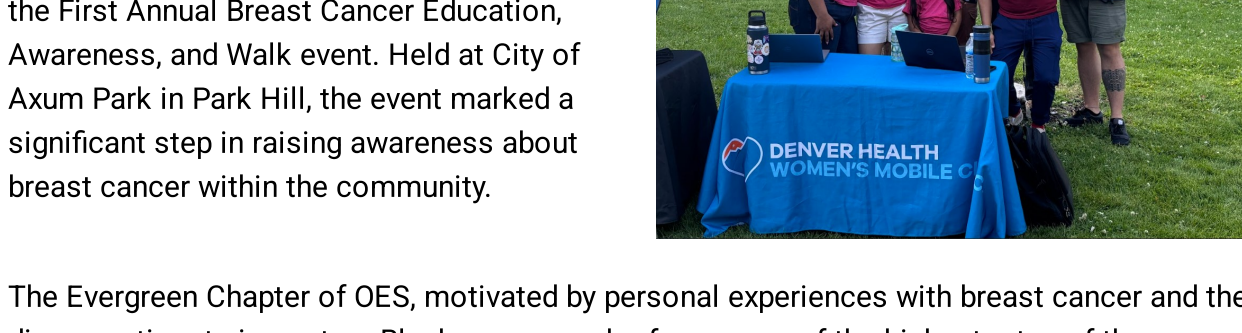 the First Annual Breast Cancer Education,
Awareness, and Walk event. Held at City of
Axum Park in Park Hill, the event marked a
significant step in raising awareness about
breast cancer within the community.
DENVER HEALTH
WOMEN'S MOBILE C
The Evergreen Chapter of OES, motivated by personal experiences with breast cancer and the